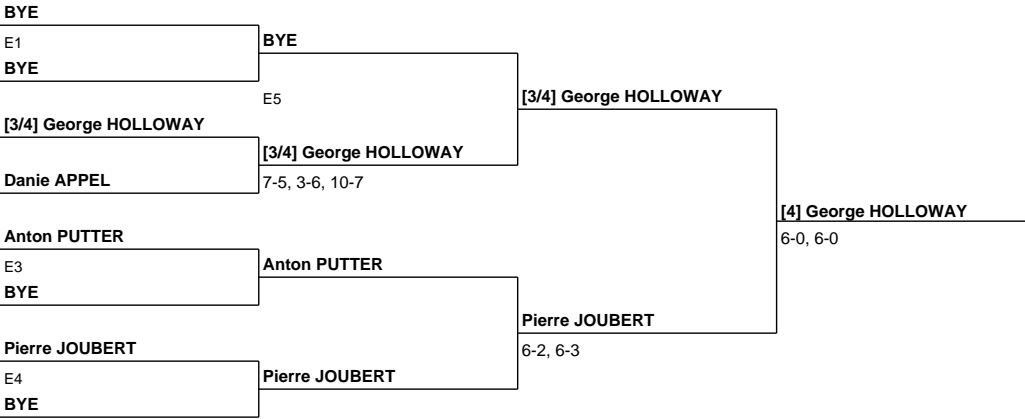 BYE
E1
BYE
BYE
E5
[3/4] George HOLLOWAY
[3/4] George HOLLOWAY
[3/4] George HOLLOWAY
Danie APPEL
7-5, 3-6, 10-7
[4] George HOLLOWAY
6-0, 6-0
Anton PUTTER
E3
Anton PUTTER
BYE
Pierre JOUBERT
6-2, 6-3
Pierre JOUBERT
E4
Pierre JOUBERT
BYE